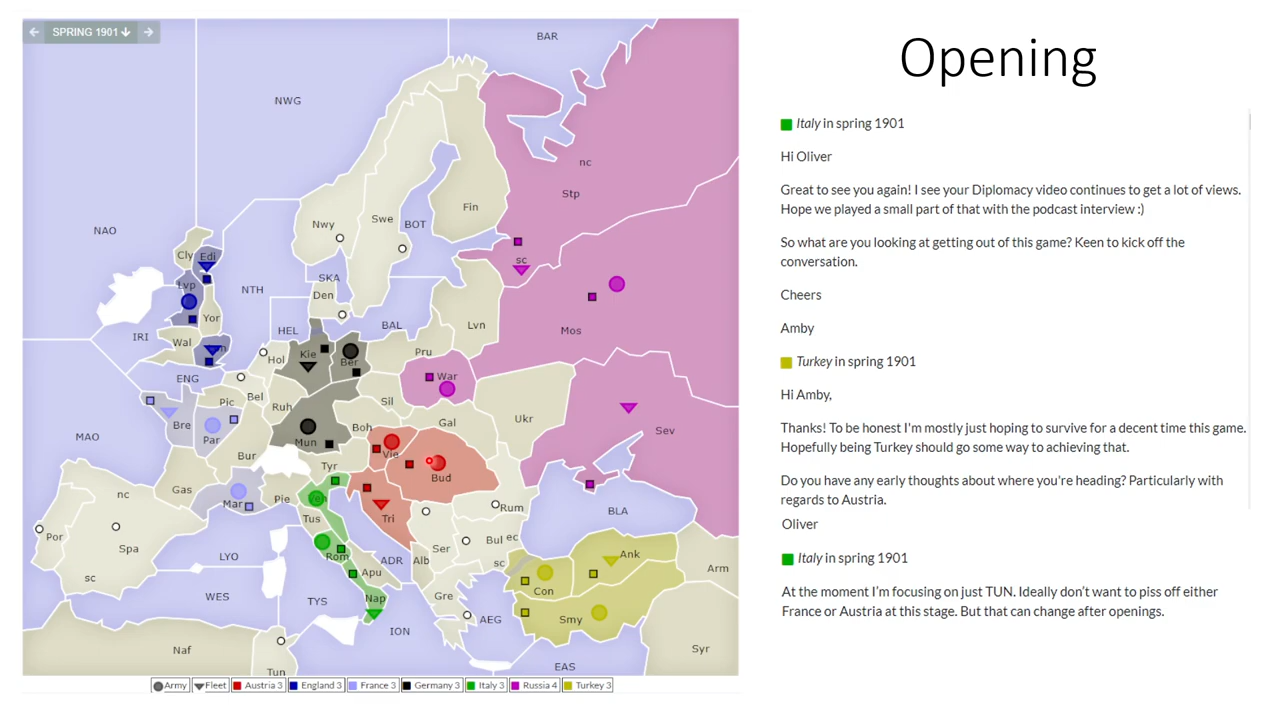 ← SPRING 1901 ↓ →
BAR
NWG
nc
Stp
NAO
Nwy
Swe
Fin
BOT
Cly
Edi
sc
Lvp
NTH
SKA
Den
Mos
IRI
Yor
HEL
BAL
Lvn
Wal
Hol
Kie
Ber
Pru
War
ENG
Bel
Ruh
Sil
Ukr
Pic
Sev
MAO
Bre
Par
Mun
Boh
Gal
Vie
Bur
Tyr
Bud
nc
Gas
Mar
Pie
Ven
Tri
Rum
BLA
Por
Spa
Tus
Ser
Bul
ec
Ank
LYO
Rom
ADR
Alb
sc
Arm
sc
WES
TYS
Apu
Nap
Gre
AEG
Con
Smy
ION
Naf
Tun
EAS
Syr
Army Fleet Austria 3 England 3 France 3 Germany 3 Italy 3 Russia 4 Turkey 3
Opening
Italy in spring 1901
Hi Oliver
Great to see you again! I see your Diplomacy video continues to get a lot of views.
Hope we played a small part of that with the podcast interview :)
So what are you looking at getting out of this game? Keen to kick off the
conversation.
Cheers
Amby
Turkey in spring 1901
Hi Amby,
Thanks! To be honest I'm mostly just hoping to survive for a decent time this game.
Hopefully being Turkey should go some way to achieving that.
Do you have any early thoughts about where you're heading? Particularly with
regards to Austria.
Oliver
Italy in spring 1901
At the moment I'm focusing on just TUN. Ideally don't want to piss off either
France or Austria at this stage. But that can change after openings.